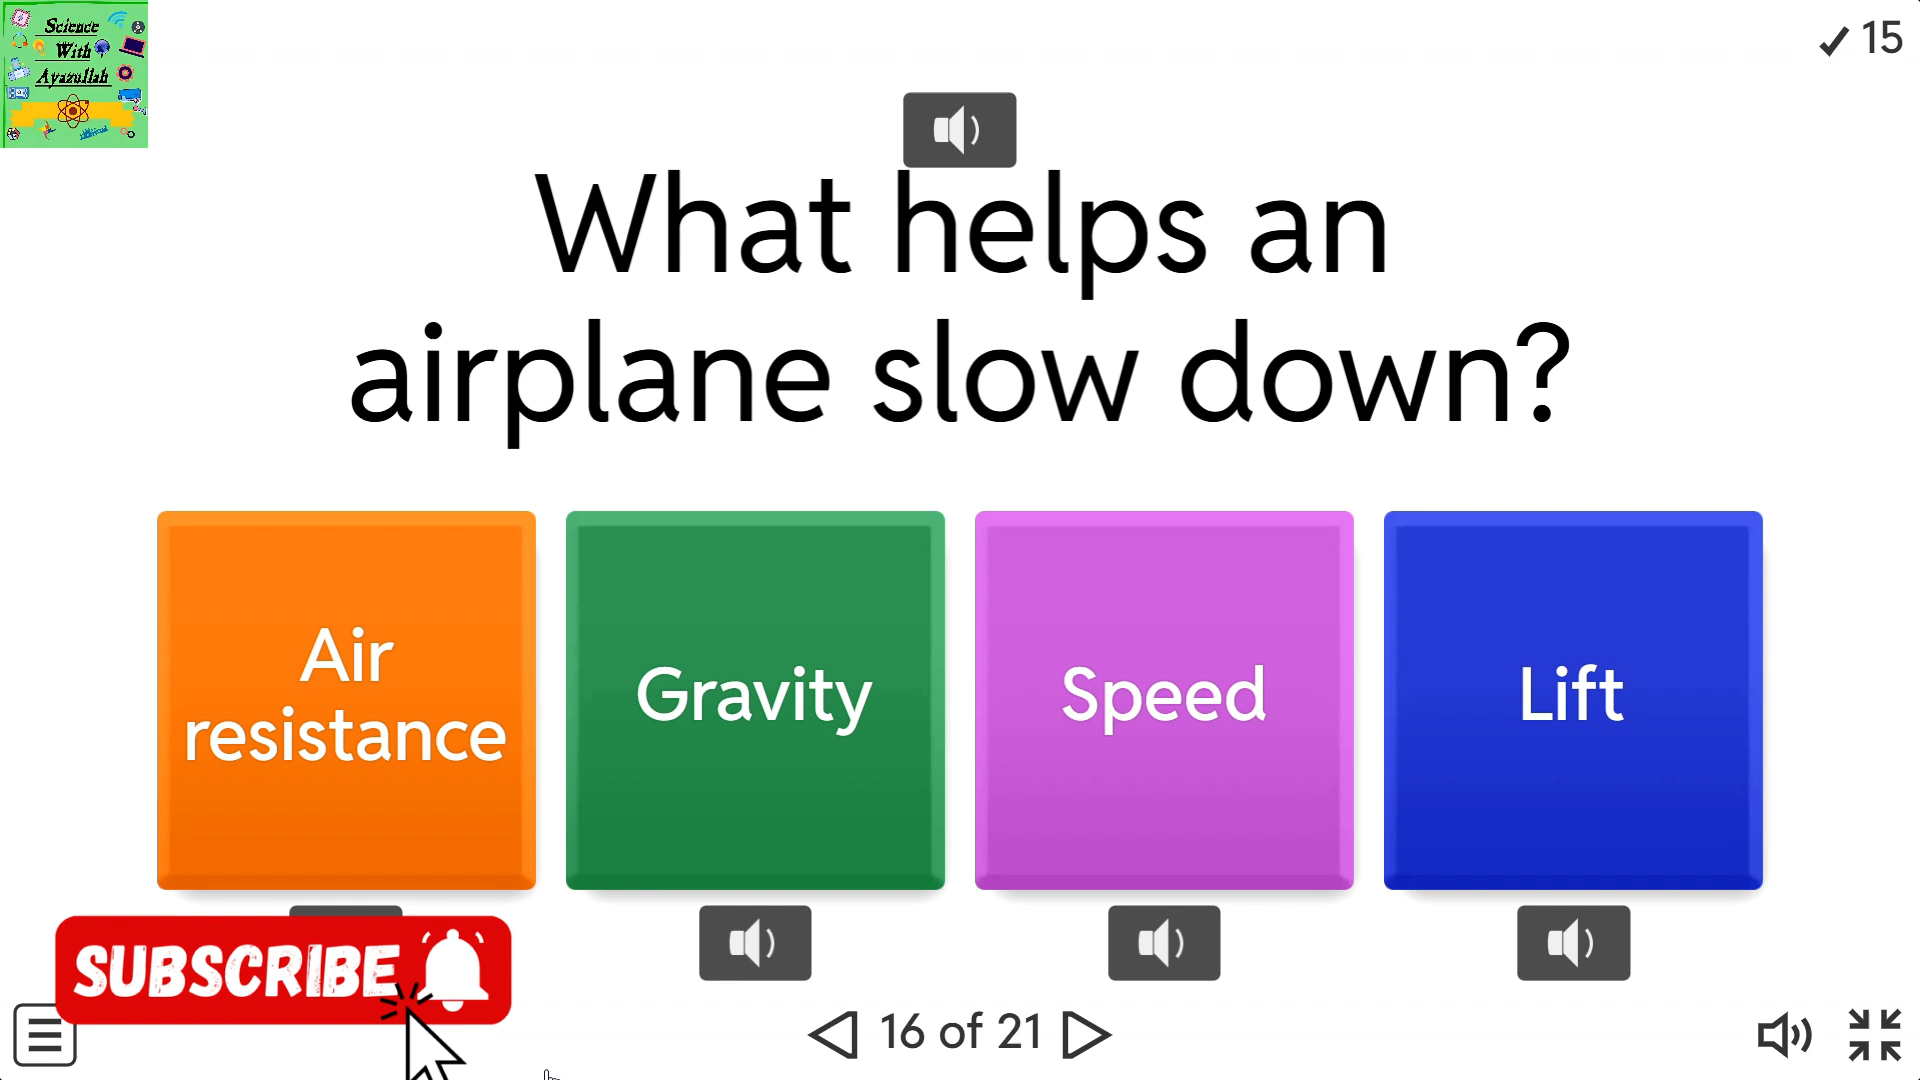 Science
With
Ayazullah
15
What helps an
airplane slow down?
Air
resistance
Gravity
Speed
Lift
SUBSCRIBE
16 of 21